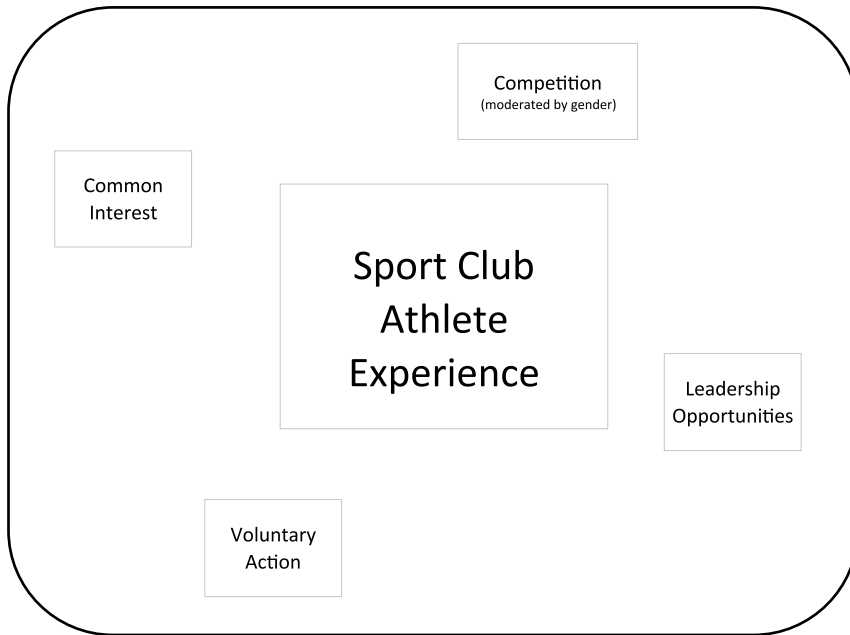 Competition
(moderated by gender)
Common
Interest
Sport Club
Athlete
Experience
Leadership
Opportunities
Voluntary
Action